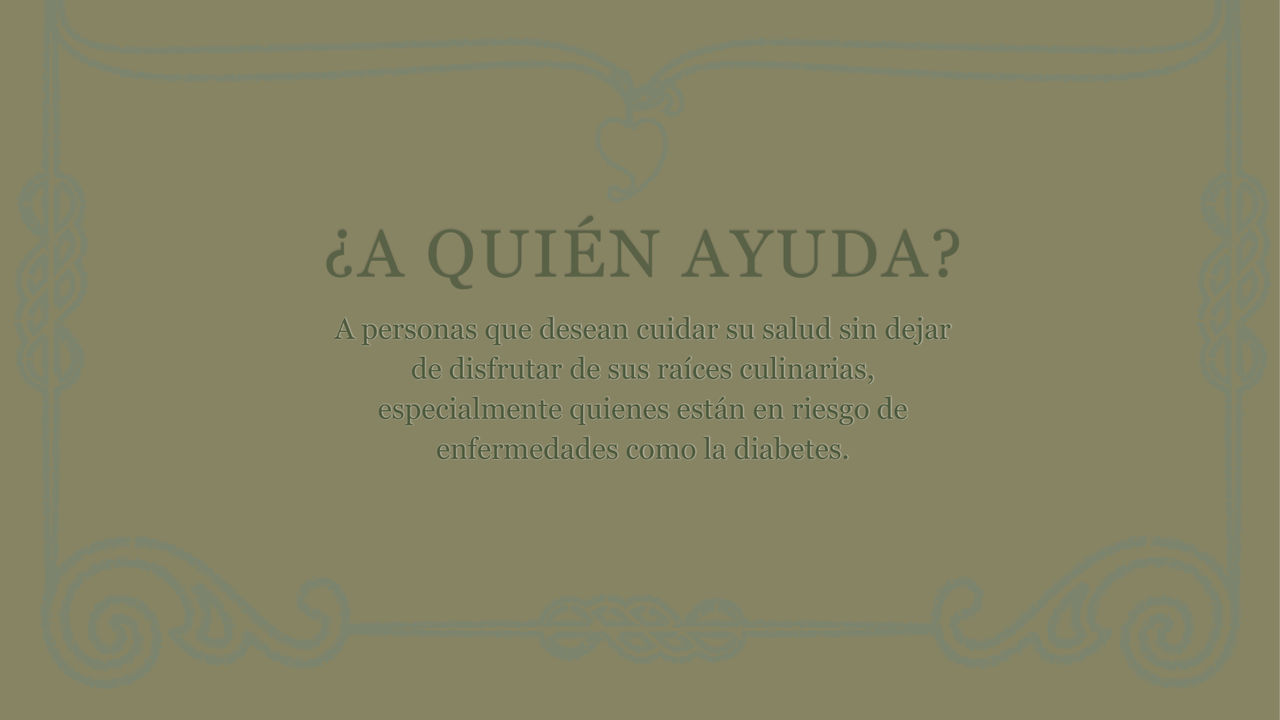 ¿A QUIÉN AYUDA?
A personas que desean cuidar su salud sin dejar
de disfrutar de sus raíces culinarias,
especialmente quienes están en riesgo de
enfermedades como la diabetes.